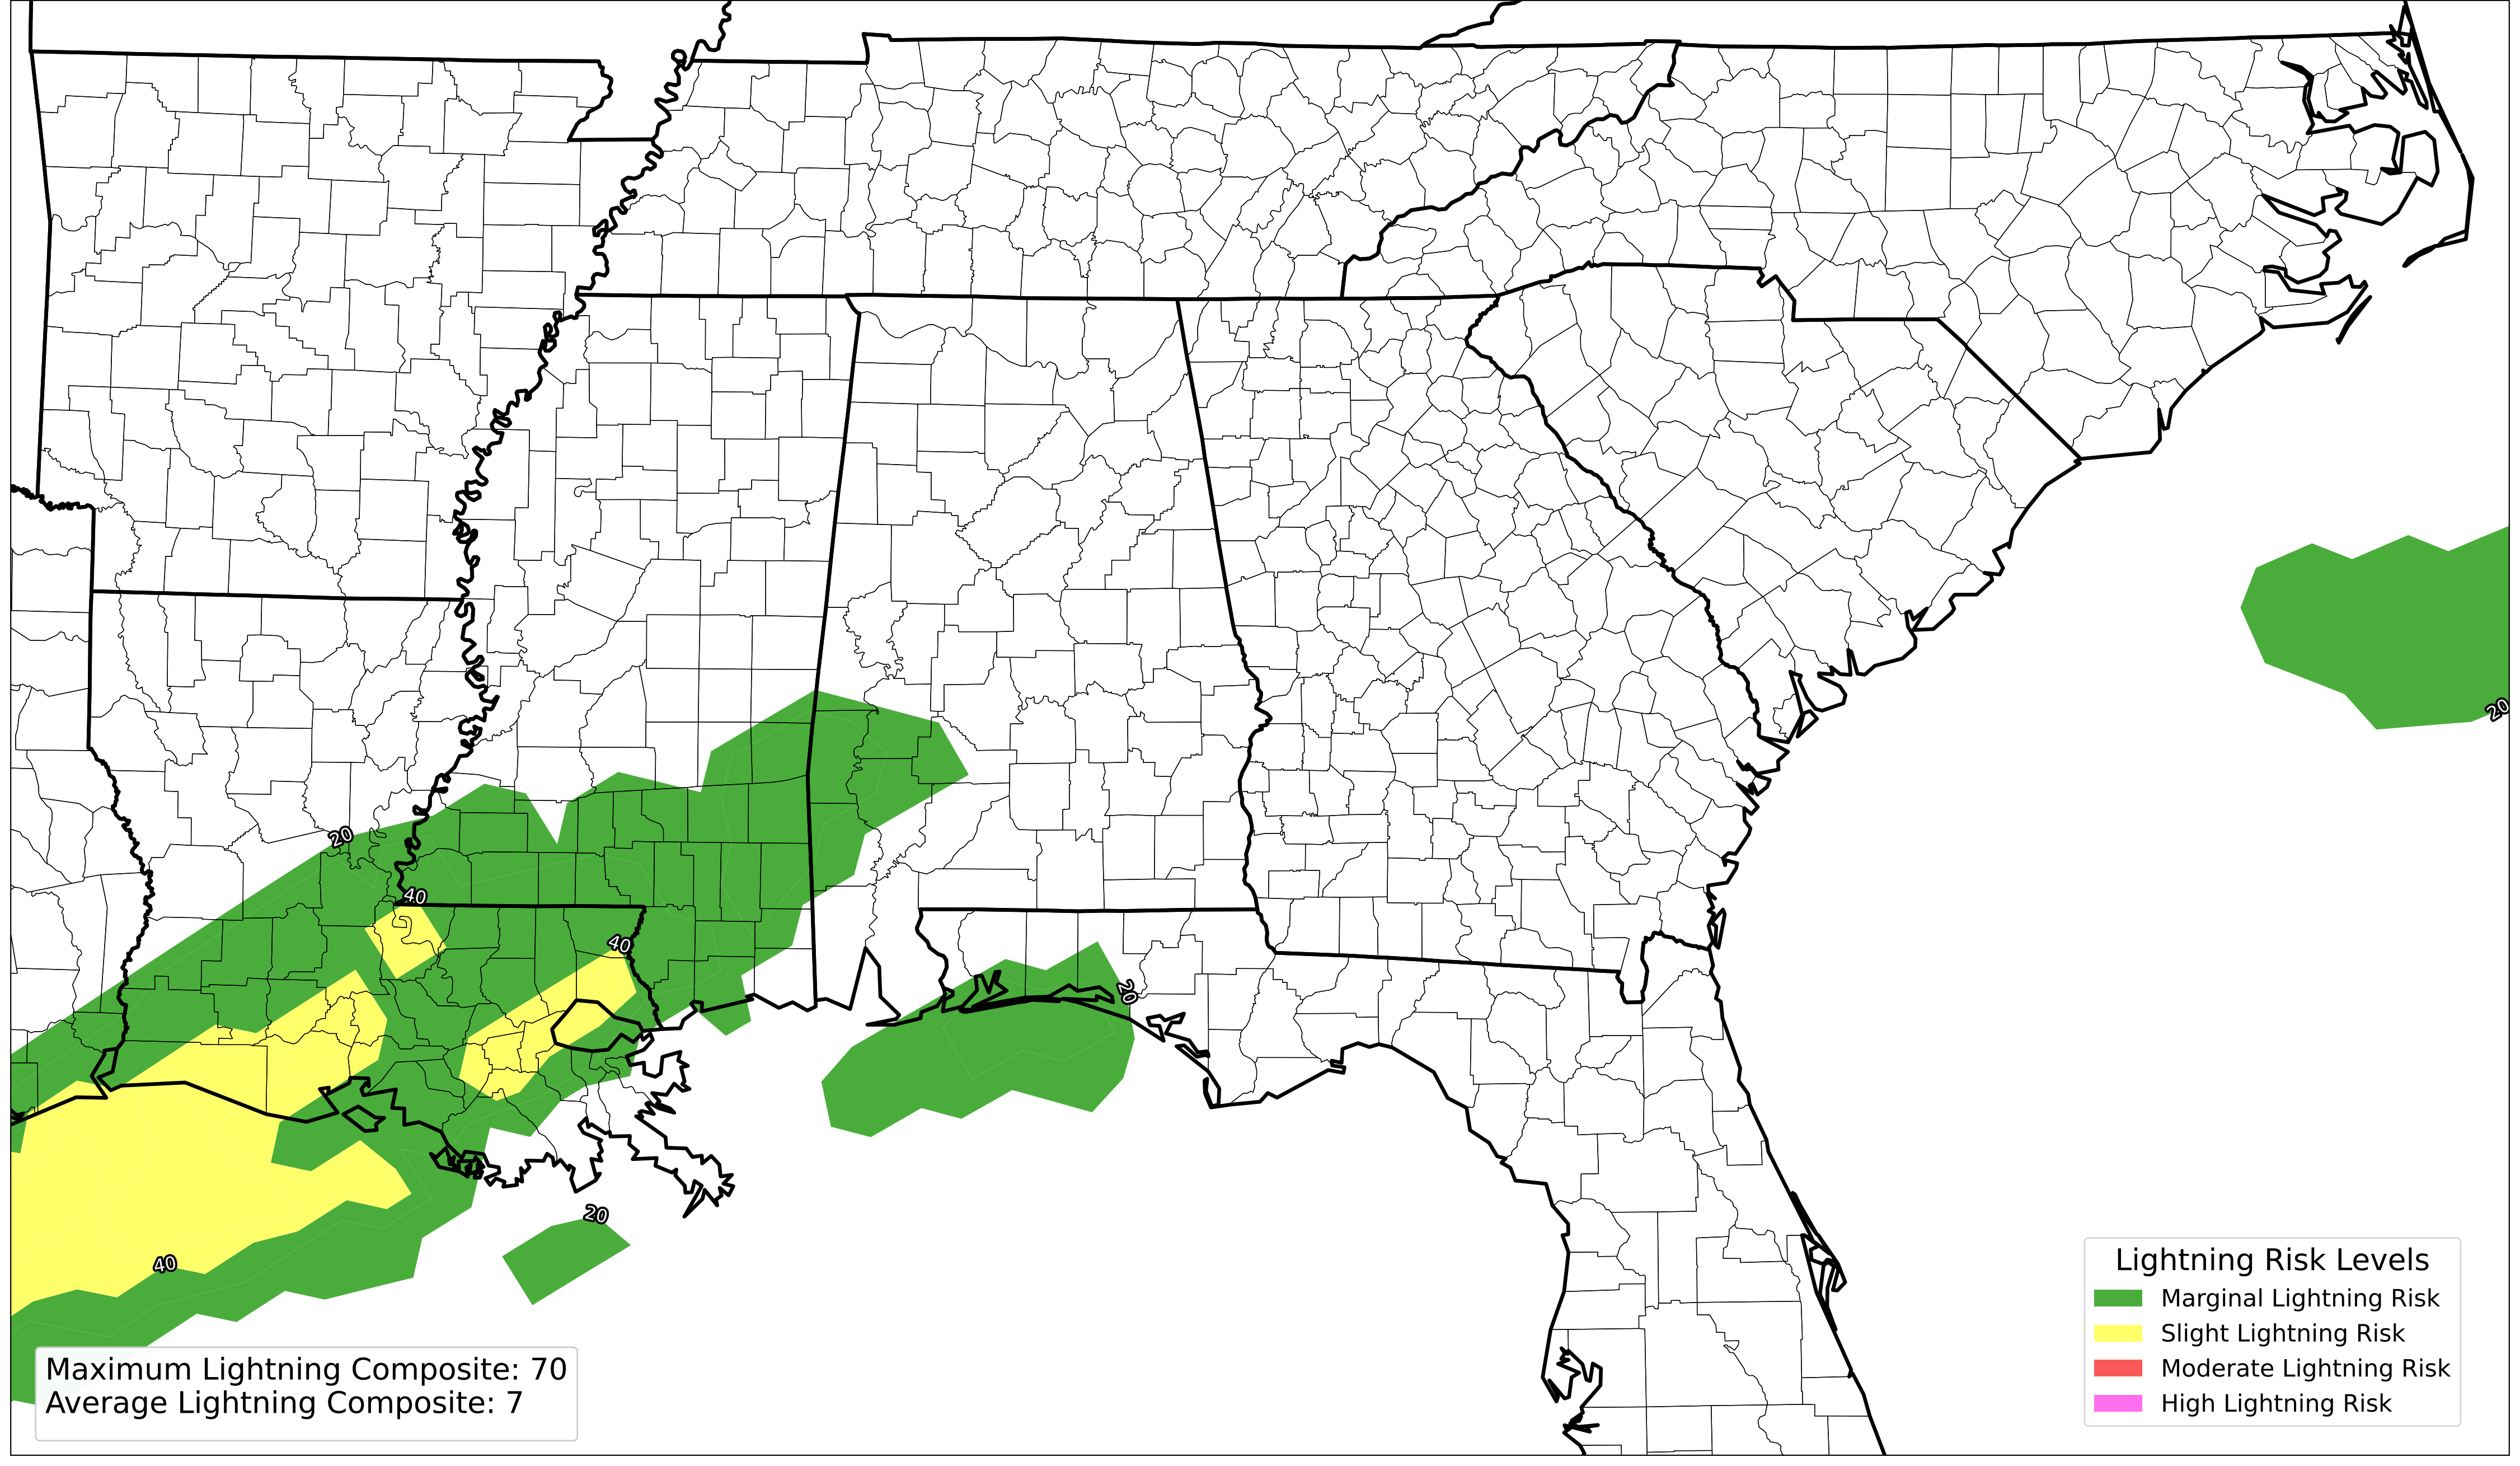 20
20
40
40
20
20
40
Lightning Risk Levels
Marginal Lightning Risk
Slight Lightning Risk
Moderate Lightning Risk
High Lightning Risk
Maximum Lightning Composite: 70
Average Lightning Composite: 7